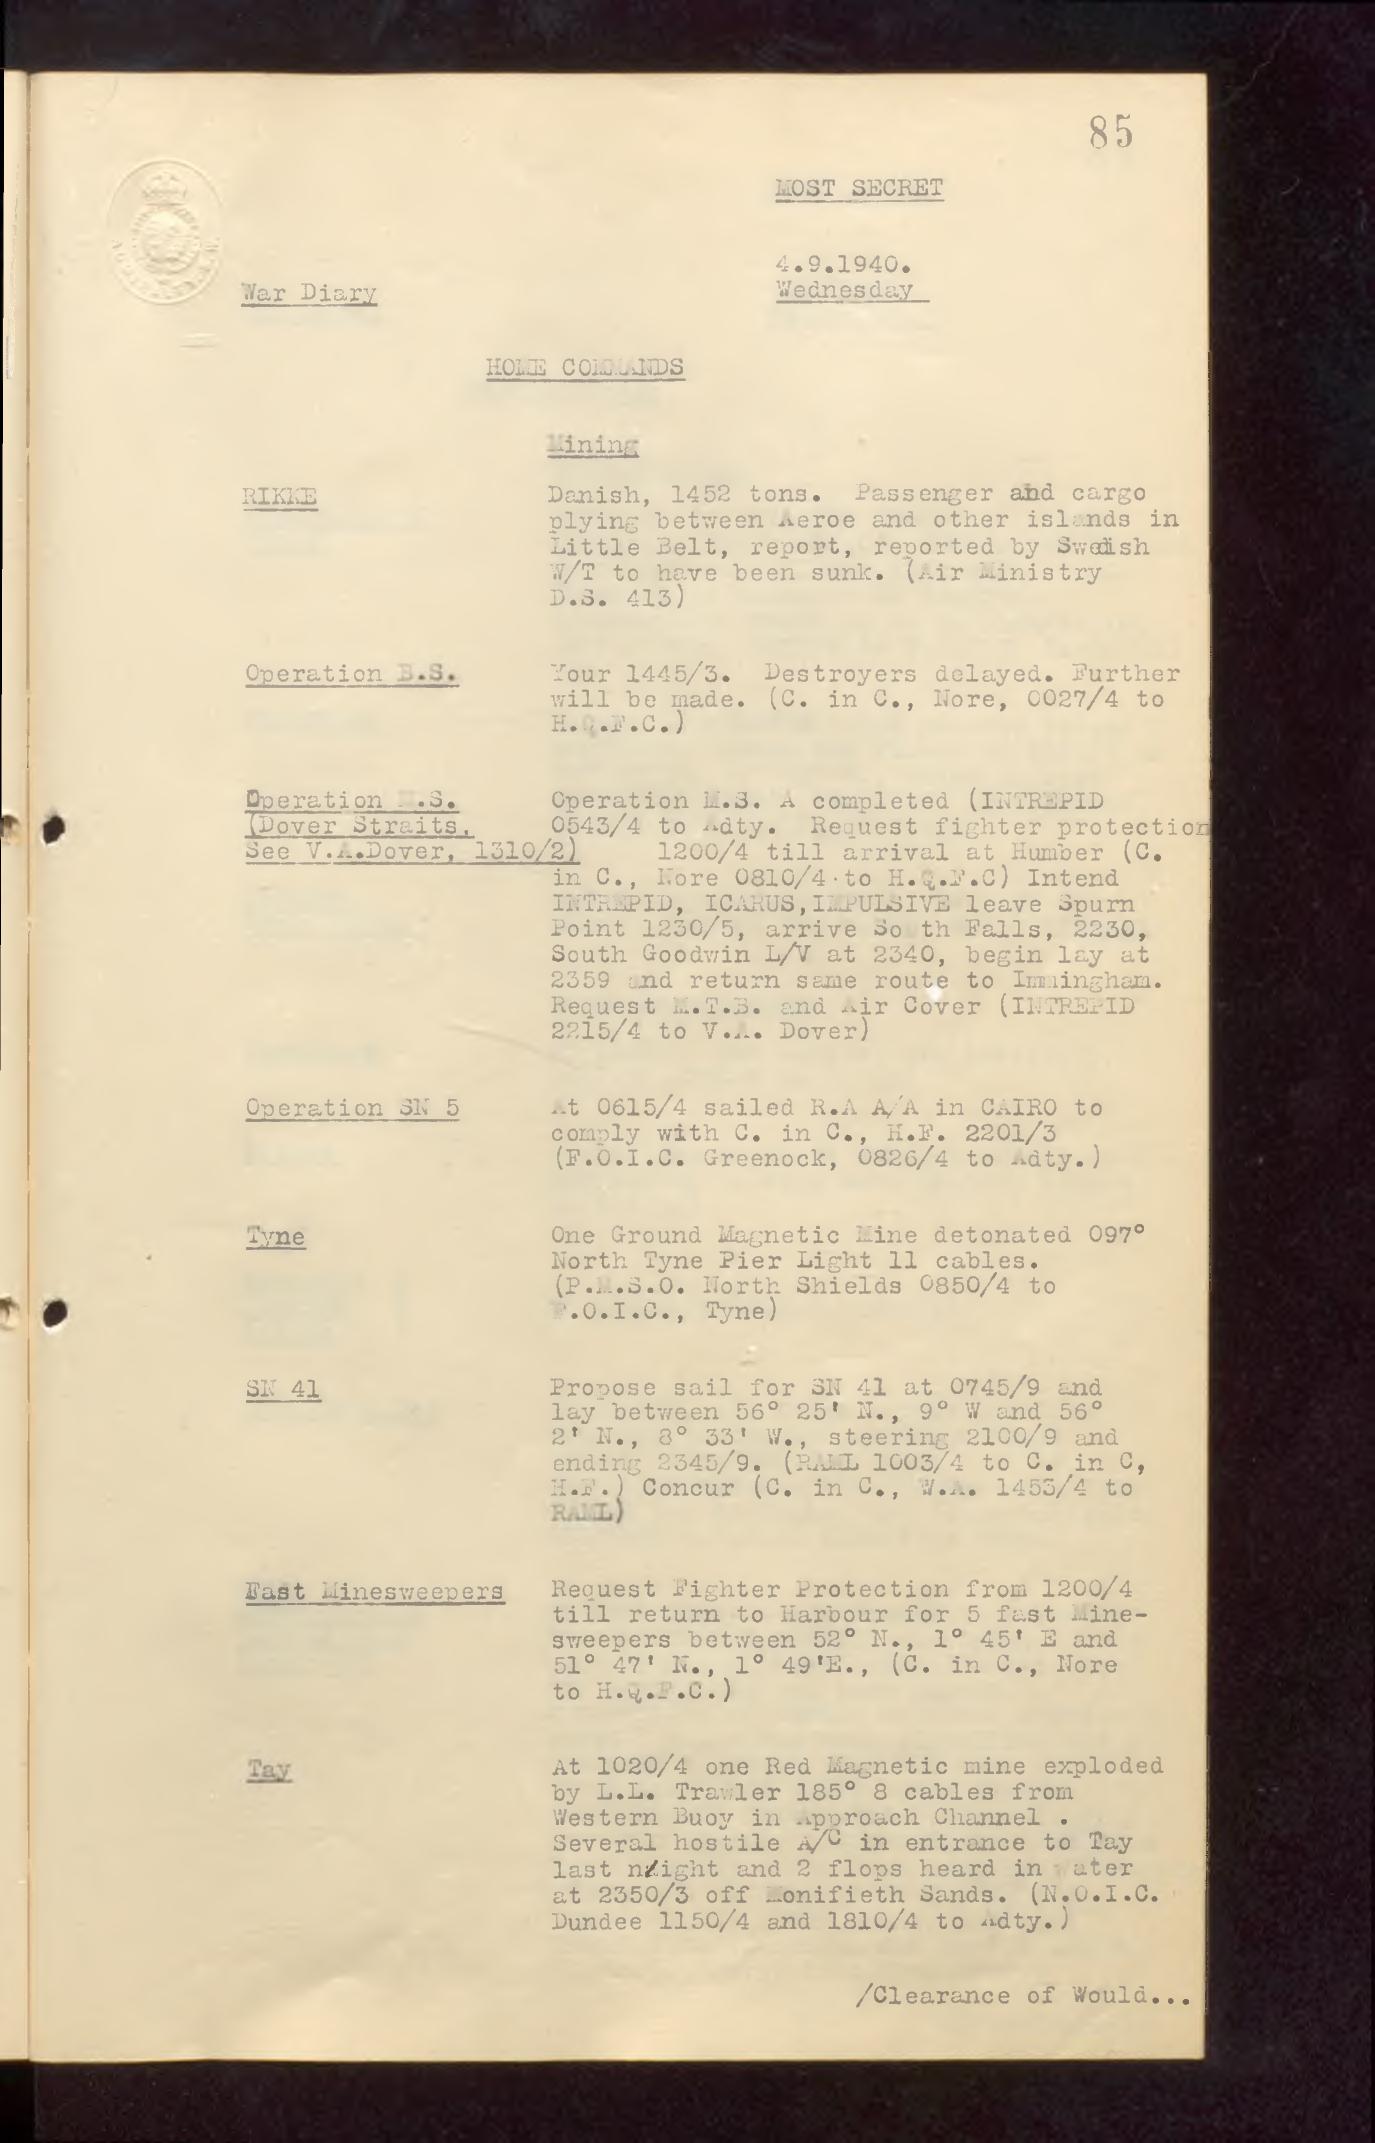 85
MOST SECRET
4.9.1940.
Wednesday
War Diary
HOME COMMANDS
Mining
RIKKE
Danish, 1452 tons. Passenger and cargo
plying between Aeroe and other islands in
Little Belt, report, reported by Swedish
W/T to have been sunk. (Air Ministry
D.S. 413)
Operation B.S.
Your 1445/3. Destroyers delayed. Further
will be made. (C. in C., Nore, 0027/4 to
H.Q.F.C.)
Operation M.S.
(Dover Straits.
See V.A.Dover, 1310/2)
Operation M.S. A completed (INTREPID
0543/4 to Adty. Request fighter protection
1200/4 till arrival at Humber (C.
in C., Nore 0810/4 to H.Q.F.C) Intend
INTREPID, ICARUS,IMPULSIVE leave Spurn
Point 1230/5, arrive So th Falls, 2230,
South Goodwin L/V at 2340, begin lay at
2359 and return same route to Immingham.
Request M.T.B. and Air Cover (INTREPID
2215/4 to V.A. Dover)
Operation SN 5
At 0615/4 sailed R.A A/A in CAIRO to
comply with C. in C., H.F. 2201/3
(F.O.I.C. Greenock, 0826/4 to Adty.)
Tyne
One Ground Magnetic Mine detonated 097°
North Tyne Pier Light 11 cables.
(P.M.S.O. North Shields 0850/4 to
F.O.I.C., Tyne)
SN 41
Propose sail for SN 41 at 0745/9 and
lay between 56° 25' N., 9° W and 56°
2' N., 8° 33' W., steering 2100/9 and
ending 2345/9. (RAML 1003/4 to C. in C,
H.F.) Concur (C. in C., W.A. 1453/4 to
RAML)
Fast Minesweepers
Request Fighter Protection from 1200/4
till return to Harbour for 5 fast Mine-
sweepers between 52° N., 1° 45' E and
51° 47' N., 1° 49'E., (C. in C., Nore
to H.Q.F.C.)
Tay
At 1020/4 one Red Magnetic mine exploded
by L.L. Trawler 185° 8 cables from
Western Buoy in Approach Channel .
Several hostile A/C in entrance to Tay
last night and 2 flops heard in water
at 2350/3 off Monifieth Sands. (N.O.I.C.
Dundee 1150/4 and 1810/4 to Adty.)
/Clearance of Would...